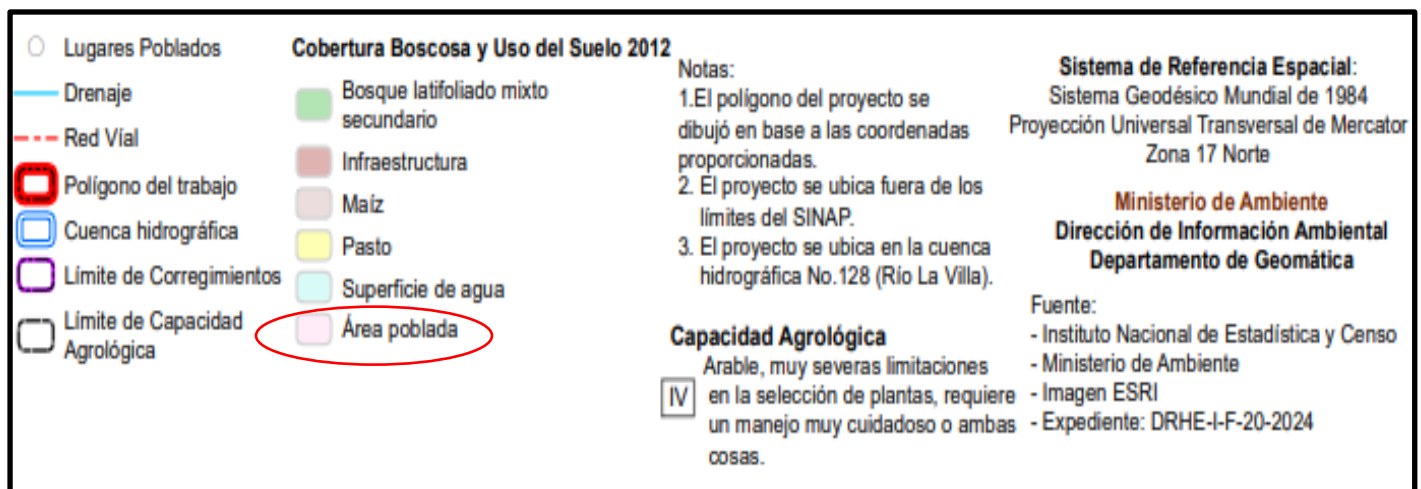 Lugares Poblados
Drenaje
Red Víal
Polígono del trabajo
Cuenca hidrográfica
Límite de Corregimientos
Límite de Capacidad
Agrológica
Cobertura Boscosa y Uso del Suelo 2012
Bosque latifoliado mixto
secundario
Infraestructura
Maíz
Pasto
Superficie de agua
Área poblada
Notas:
1.El polígono del proyecto se
dibujó en base a las coordenadas
proporcionadas.
2. El proyecto se ubica fuera de los
límites del SINAP.
3. El proyecto se ubica en la cuenca
hidrográfica No.128 (Río La Villa).
Capacidad Agrológica
IV
Arable, muy severas limitaciones
en la selección de plantas, requiere
un manejo muy cuidadoso o ambas
cosas.
Sistema de Referencia Espacial:
Sistema Geodésico Mundial de 1984
Proyección Universal Transversal de Mercator
Zona 17 Norte
Ministerio de Ambiente
Dirección de Información Ambiental
Departamento de Geomática
Fuente:
- Instituto Nacional de Estadística y Censo
- Ministerio de Ambiente
- Imagen ESRI
- Expediente: DRHE-I-F-20-2024